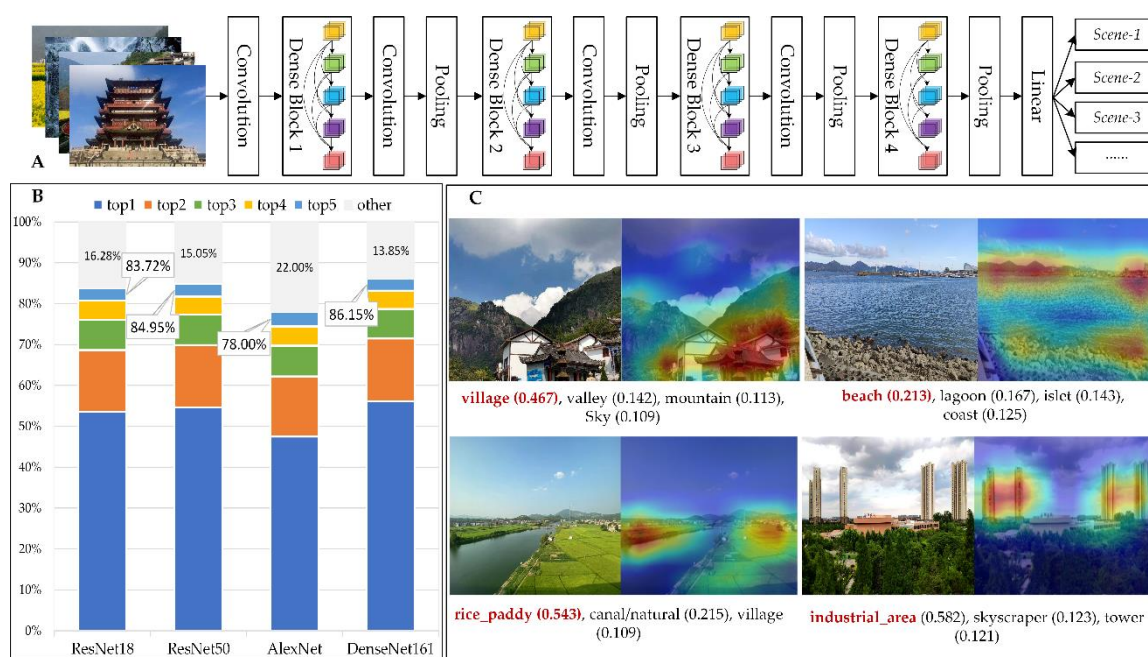 A
Convolution
Dense Block 1
Convolution
Pooling
Dense Block 2
Convolution
Pooling
Dense Block 3
Convolution
Pooling
Dense Block 4
Pooling
Linear
Scene-1
Scene-2
Scene-3
......
B
top1 top2 top3 top4 top5 other
100%
90%
80%
70%
60%
50%
40%
30%
20%
10%
0%
16.28%
83.72%
15.05%
84.95%
22.00%
78.00%
13.85%
86.15%
ResNet18 ResNet50 AlexNet DenseNet161
C
village (0.467), valley (0.142), mountain (0.113),
Sky (0.109)
beach (0.213), lagoon (0.167), islet (0.143),
coast (0.125)
rice_paddy (0.543), canal/natural (0.215), village
(0.109)
industrial_area (0.582), skyscraper (0.123), tower
(0.121)